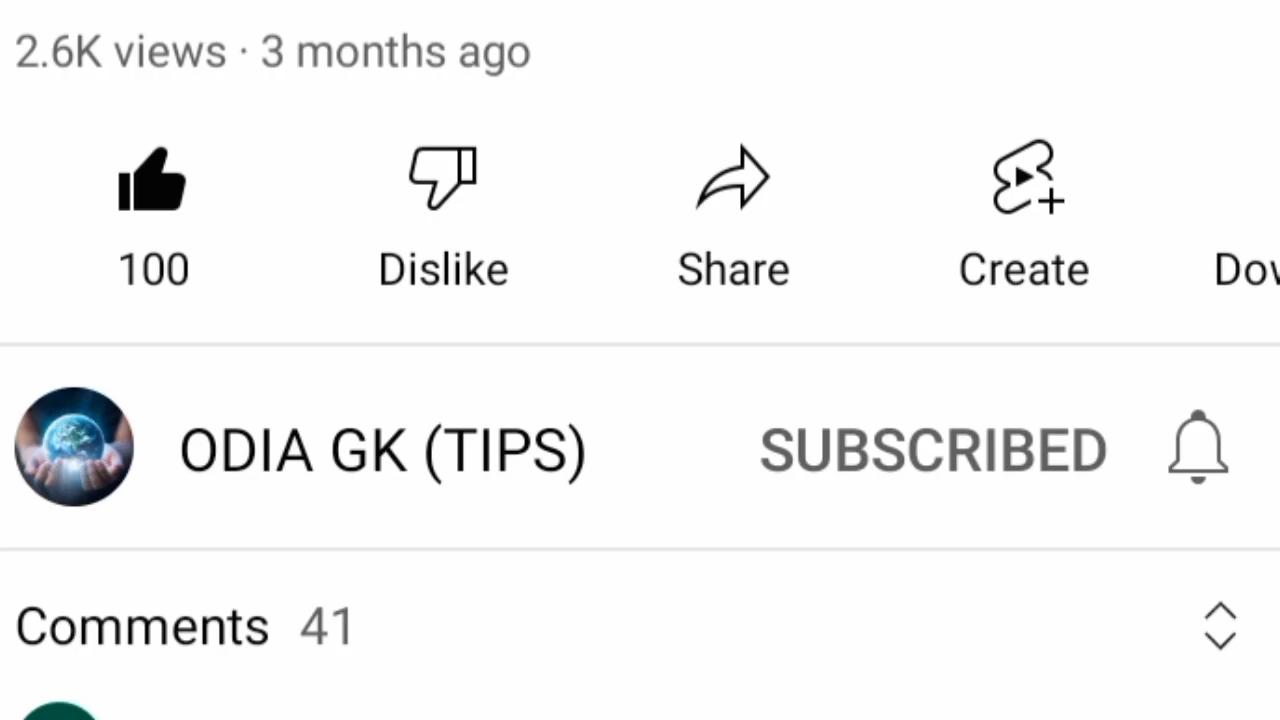 2.6K views · 3 months ago
100 Dislike Share Create
ODIA GK (TIPS) SUBSCRIBED
Comments 41